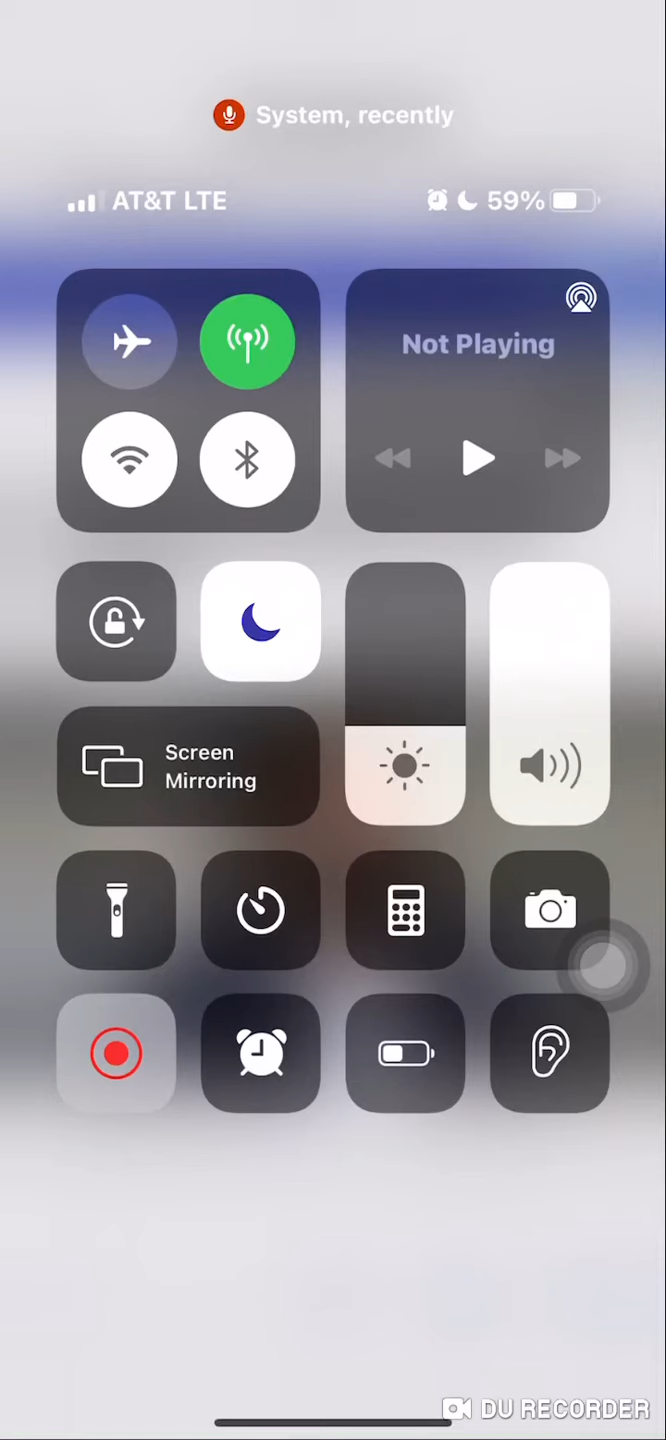 System, recently
AT&T LTE
59%
Not Playing
Screen
Mirroring
DU RECORDER